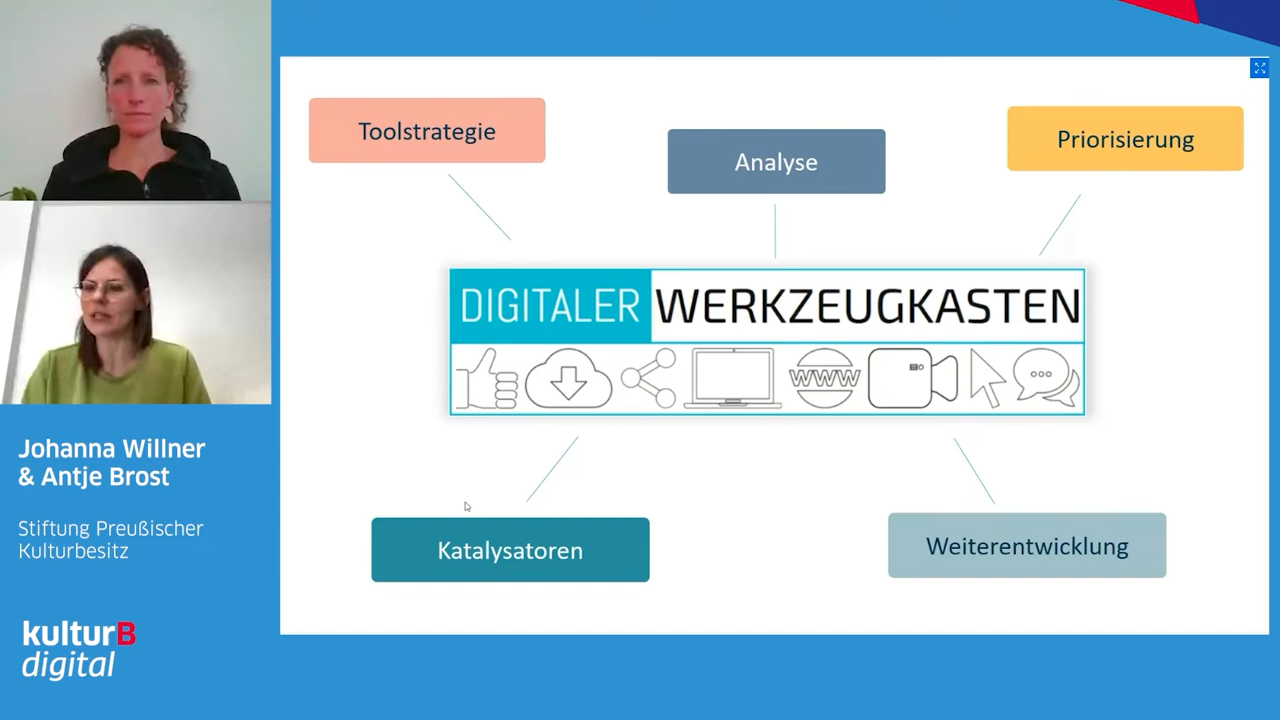 Toolstrategie
Analyse
Priorisierung
DIGITALER WERKZEUGKASTEN
WWW
Katalysatoren
Weiterentwicklung
Johanna Willner
& Antje Brost
Stiftung Preußischer
Kulturbesitz
kulturB
digital